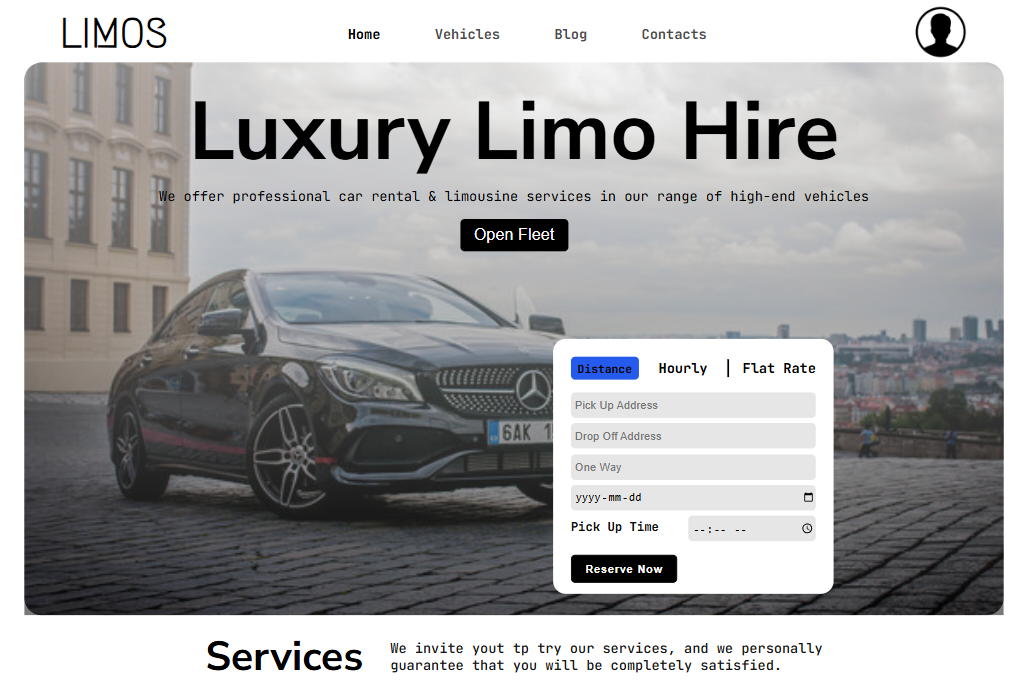 LIMOS
Home Vehicles Blog Contacts
Luxury Limo Hire
We offer professional car rental & limousine services in our range of high-end vehicles
Open Fleet
Distance Hourly | Flat Rate
Pick Up Address
Drop Off Address
6AK
One Way
yyyy-mm-dd
Pick Up Time --:-- --
Reserve Now
Services
We invite yout tp try our services, and we personally
guarantee that you will be completely satisfied.